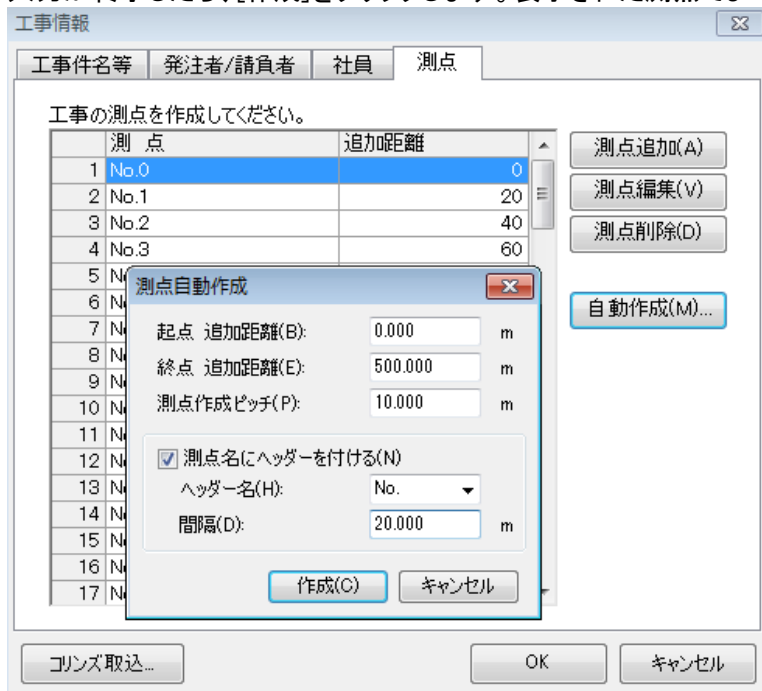 工事情報
工事件名等 発注者/請負者 社員 測点
工事の測点を作成してください。
測 点 追加距離
1 No.0 0
2 No.1 20
3 No.2 40
4 No.3 60
5
6
7
8
9
10
11
12
13
14
15
16
17
測点追加(A)
測点編集(V)
測点削除(D)
自動作成(M)...
測点自動作成
起点 追加距離(B): 0.000 m
終点 追加距離(E): 500.000 m
測点作成ピッチ(P): 10.000 m
測点名にヘッダーを付ける(N)
ヘッダー名(H): No.
間隔(D): 20.000 m
作成(C) キャンセル
コリンズ取込... OK キャンセル